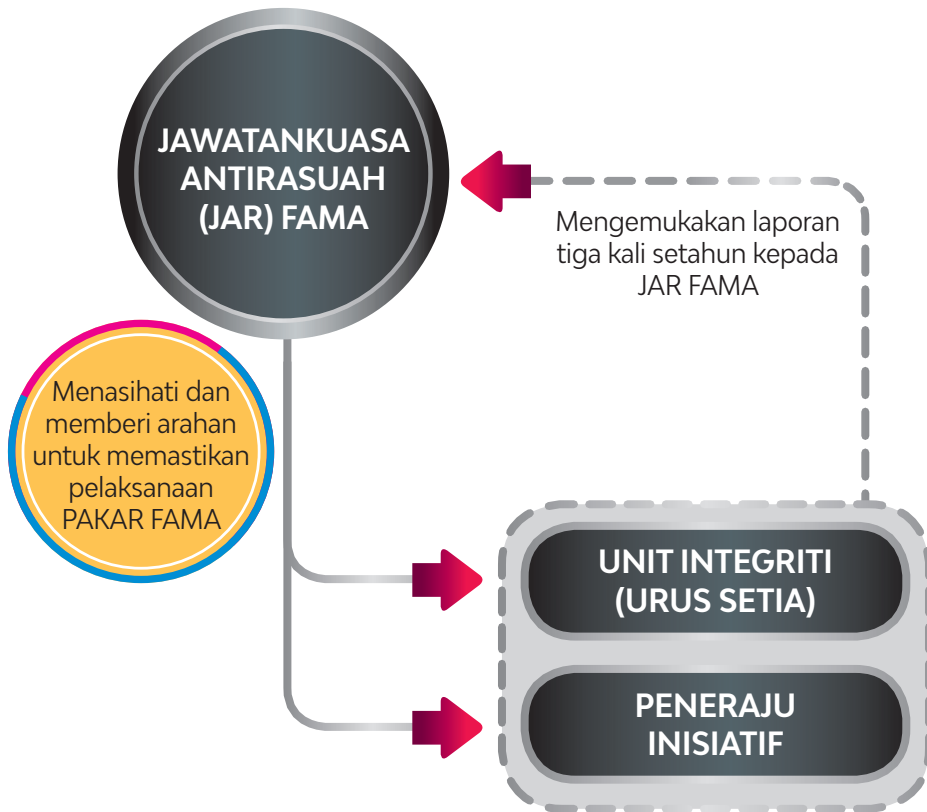 JAWATANKUASA
ANTIRASUAH
(JAR) FAMA
Mengemukakan laporan
tiga kali setahun kepada
JAR FAMA
Menasihati dan
memberi arahan
untuk memastikan
pelaksanaan
PAKAR FAMA
UNIT INTEGRITI
(URUS SETIA)
PENERAJU
INISIATIF